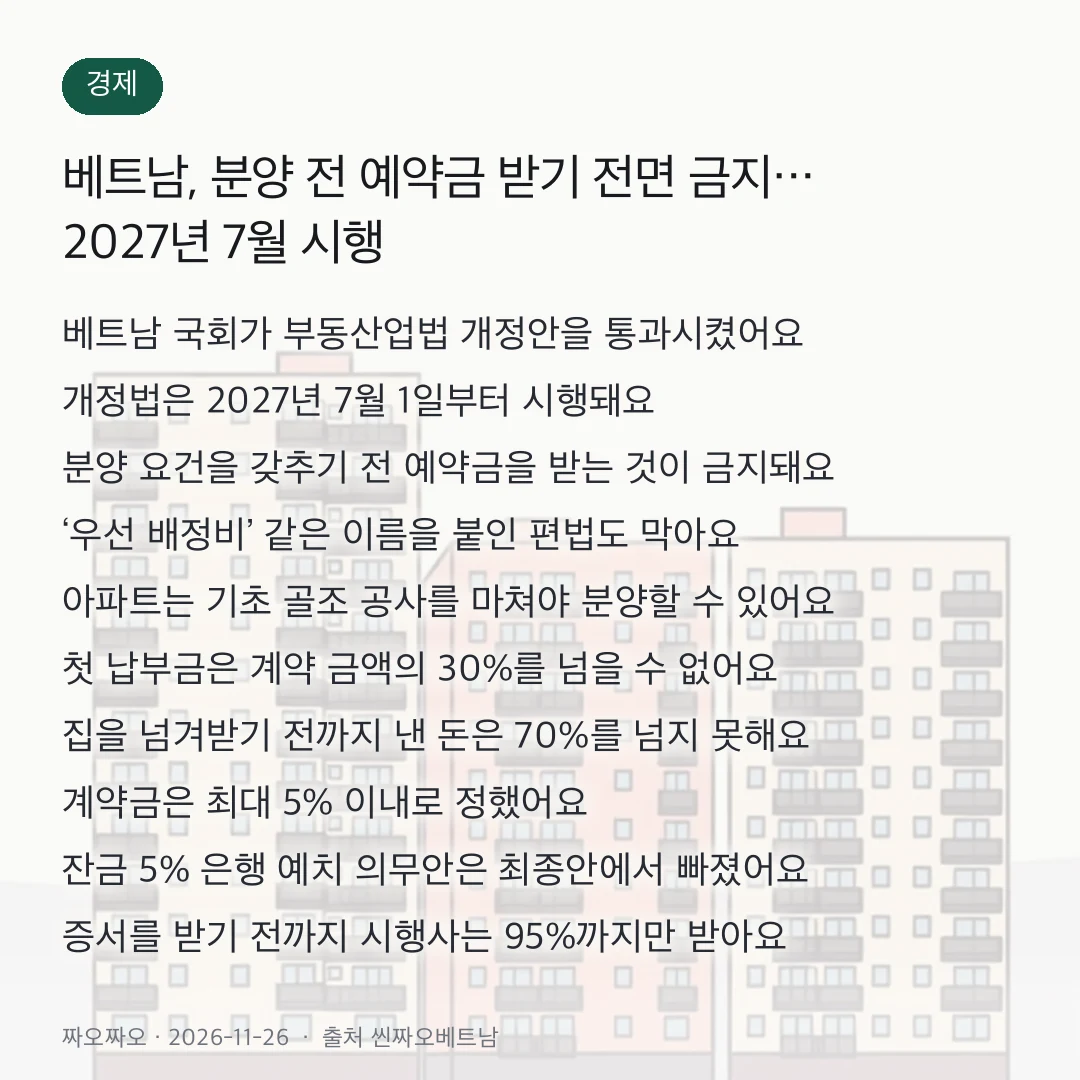 경제
베트남, 분양 전 예약금 받기 전면 금지…
2027년 7월 시행
베트남 국회가 부동산업법 개정안을 통과시켰어요
개정법은 2027년 7월 1일부터 시행돼요
분양 요건을 갖추기 전 예약금을 받는 것이 금지돼요
‘우선 배정비’ 같은 이름을 붙인 편법도 막아요
아파트는 기초 골조 공사를 마쳐야 분양할 수 있어요
첫 납부금은 계약 금액의 30%를 넘을 수 없어요
집을 넘겨받기 전까지 낸 돈은 70%를 넘지 못해요
계약금은 최대 5% 이내로 정했어요
잔금 5% 은행 예치 의무안은 최종안에서 빠졌어요
증서를 받기 전까지 시행사는 95%까지만 받아요
짜오짜오 · 2026-11-26 · 출처 씬짜오베트남